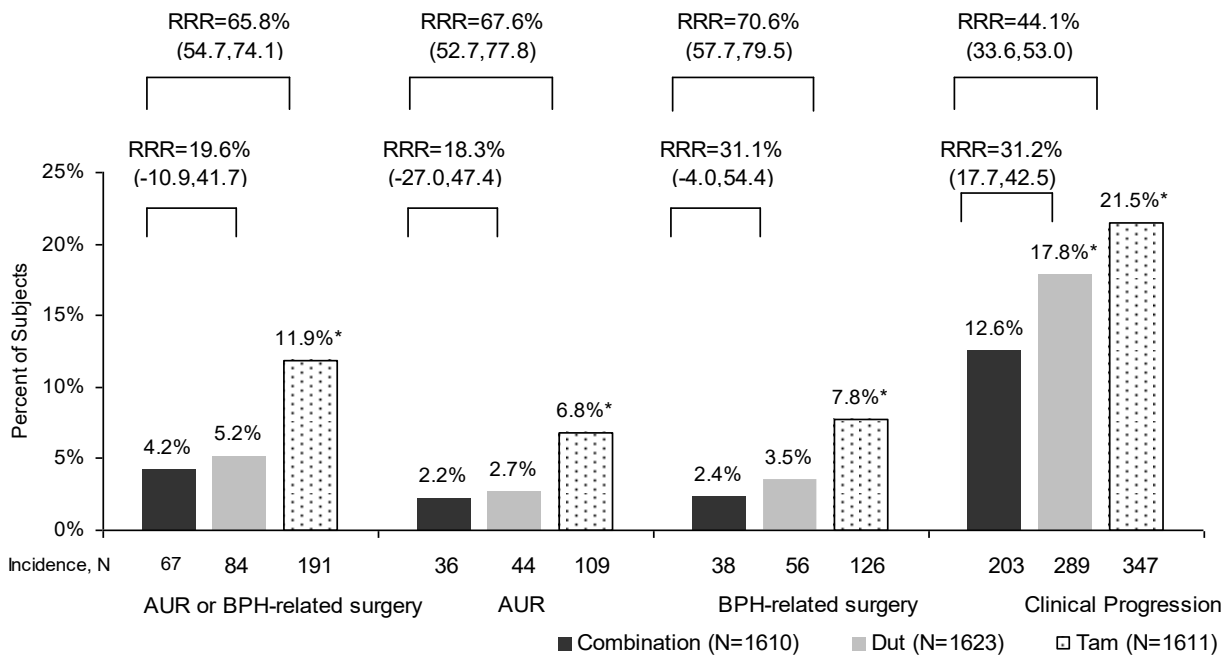 RRR=65.8% RRR=67.6% RRR=70.6% RRR=44.1%
(54.7,74.1) (52.7,77.8) (57.7,79.5) (33.6,53.0)
RRR=19.6% RRR=18.3% RRR=31.1% RRR=31.2%
(-10.9,41.7) (-27.0,47.4) (-4.0,54.4) (17.7,42.5)
Percent of Subjects
25%
20%
15%
10%
5%
0%
4.2% 5.2% 11.9%*
2.2% 2.7% 6.8%*
2.4% 3.5% 7.8%*
12.6% 17.8%* 21.5%*
Incidence, N 67 84 191 36 44 109 38 56 126 203 289 347
AUR or BPH-related surgery AUR BPH-related surgery Clinical Progression
Combination (N=1610) Dut (N=1623) Tam (N=1611)